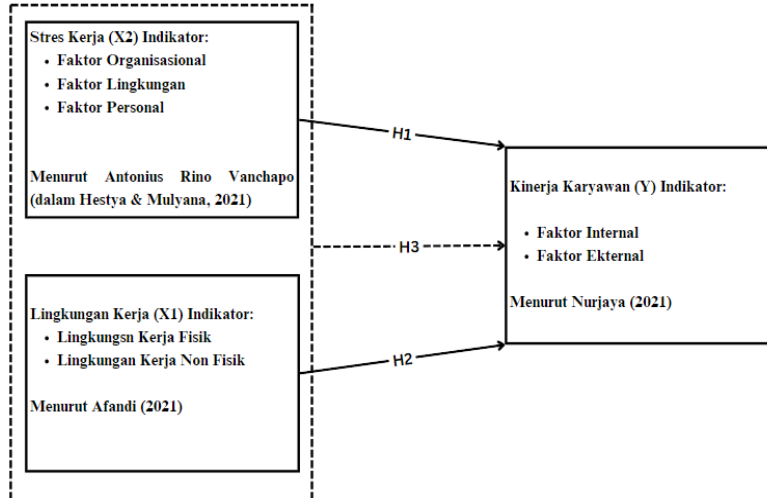 Stres Kerja (X2) Indikator:
• Faktor Organisasional
• Faktor Lingkungan
• Faktor Personal
Menurut Antonius Rino Vanchapo
(dalam Hestya & Mulyana, 2021)
H1
Kinerja Karyawan (Y) Indikator:
• Faktor Internal
• Faktor Ekternal
Menurut Nurjaya (2021)
H3
Lingkungan Kerja (X1) Indikator:
• Lingkungsn Kerja Fisik
• Lingkungan Kerja Non Fisik
Menurut Afandi (2021)
H2